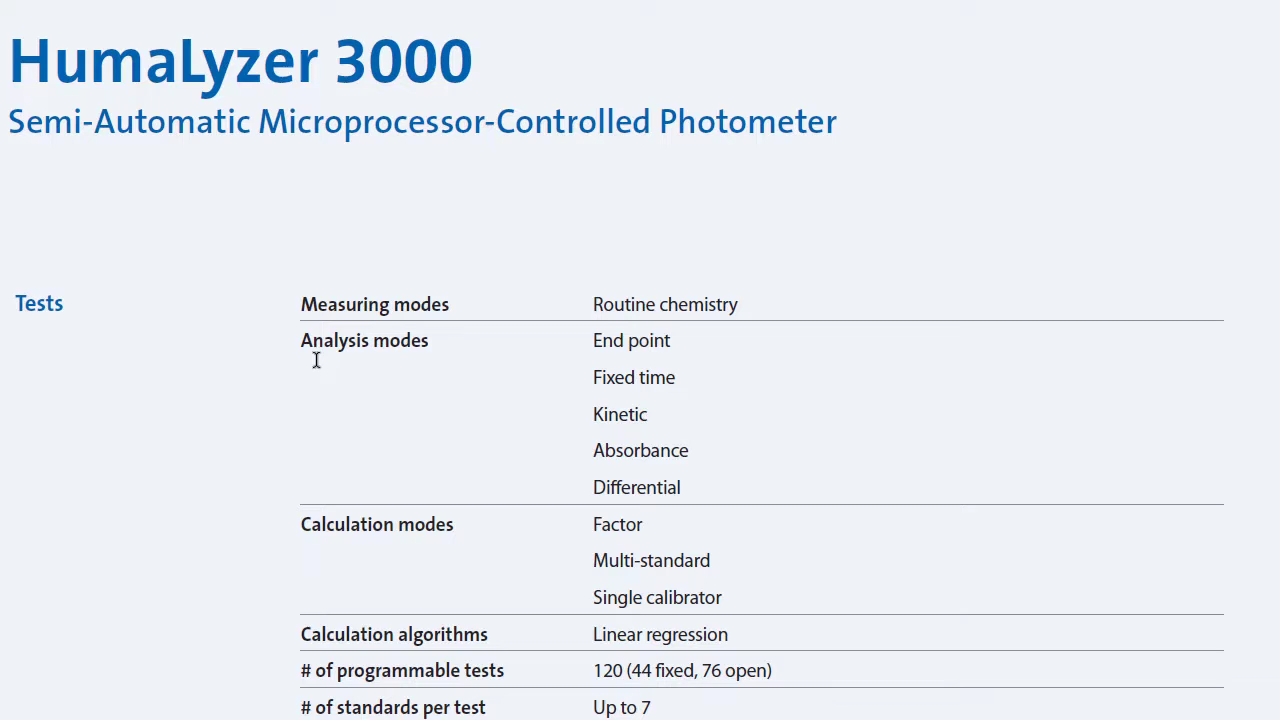 HumaLyzer 3000
Semi-Automatic Microprocessor-Controlled Photometer
Tests
Measuring modes Routine chemistry
Analysis modes End point
Fixed time
Kinetic
Absorbance
Differential
Calculation modes Factor
Multi-standard
Single calibrator
Calculation algorithms Linear regression
# of programmable tests 120 (44 fixed, 76 open)
# of standards per test Up to 7